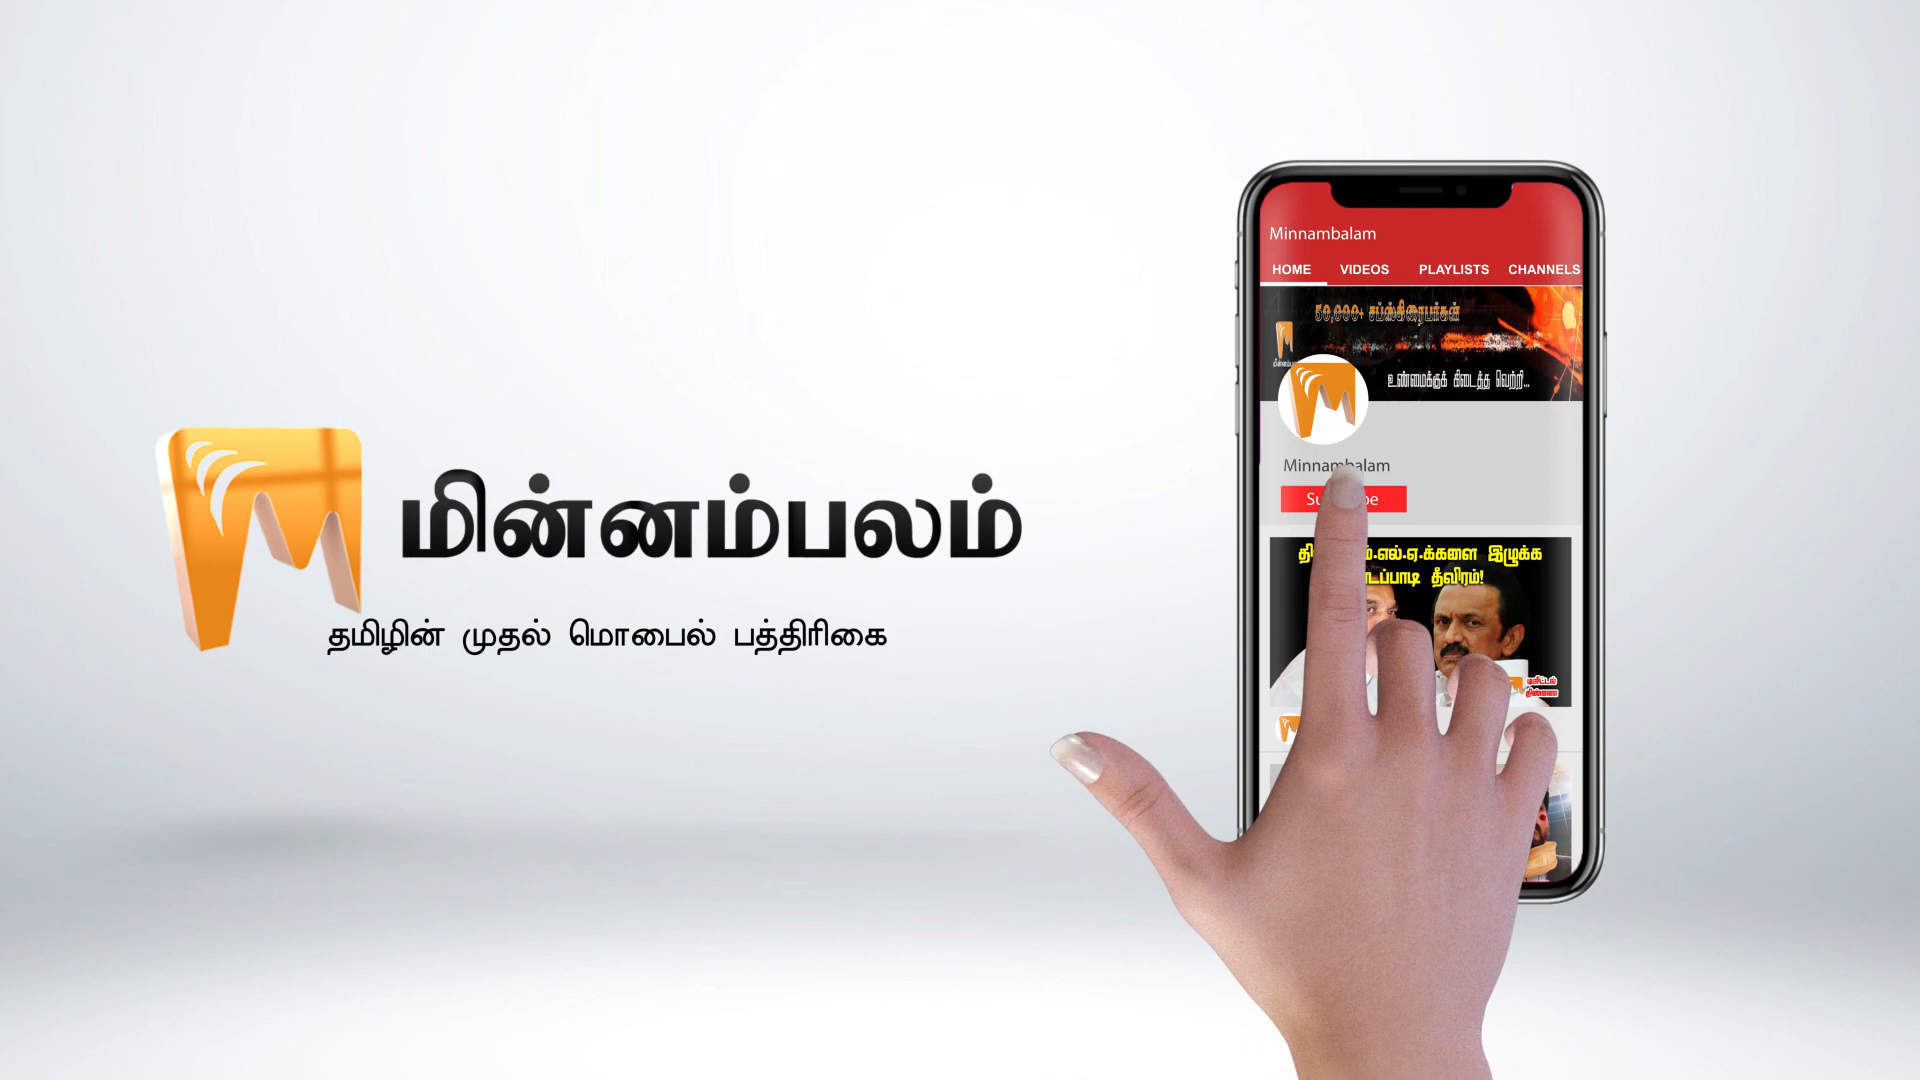 மின்னம்பலம்
தமிழின் முதல் மொபைல் பத்திரிகை
Minnambalam
HOME VIDEOS PLAYLISTS CHANNELS
50,000+ சப்ஸ்கிரைபர்கள்
உண்மைக்குக் கிடைத்த வெற்றி...
Minnambalam
எம்.எல்.ஏ.க்களை இழுக்க
தீவிரம்!
டிஜிட்டல்
திண்ணை